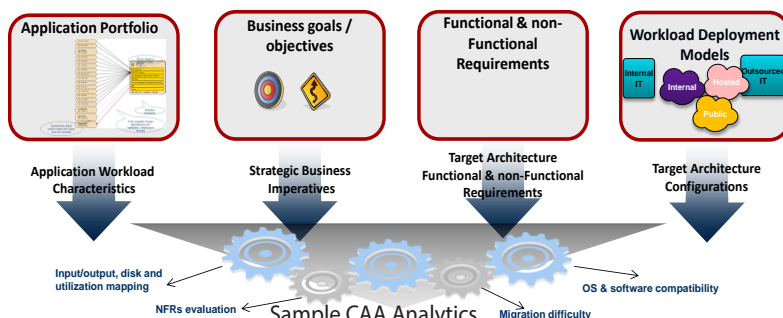 Application Portfolio
Business goals /
objectives
Functional & non-
Functional
Requirements
Workload Deployment
Models
Internal
IT
Internal
Hosted
Outsourced
IT
Public
Application Workload
Characteristics
Strategic Business
Imperatives
Target Architecture
Functional & non-Functional
Requirements
Target Architecture
Configurations
Input/output, disk and
utilization mapping
NFRs evaluation
Sample CAA Analytics
Migration difficulty
OS & software compatibility